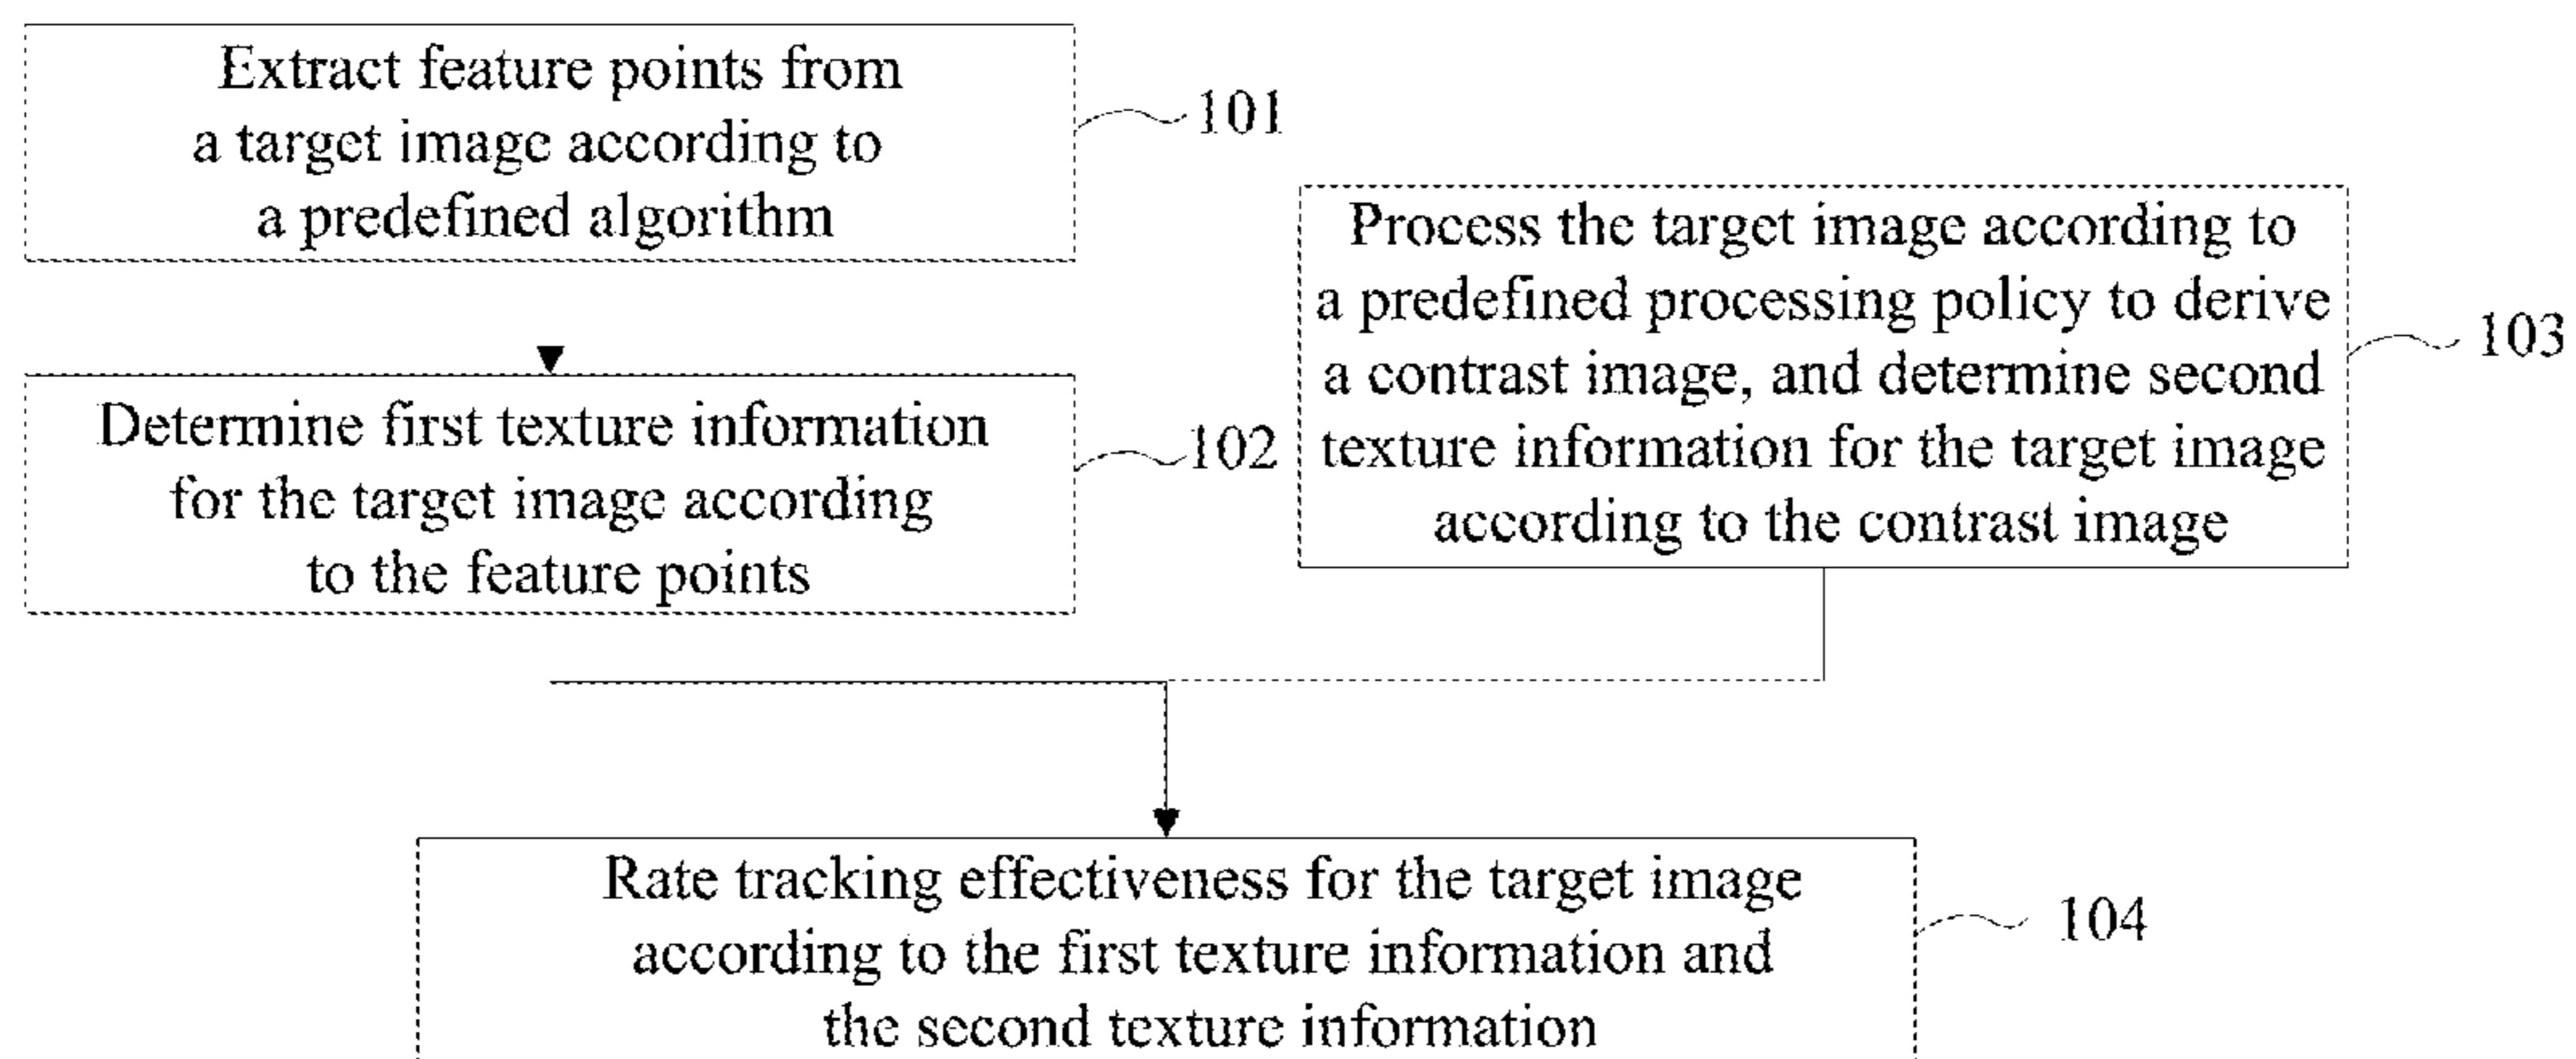 Extract feature points from
a target image according to
a predefined algorithm
101
Determine first texture information
for the target image according
to the feature points
102
Process the target image according to
a predefined processing policy to derive
a contrast image, and determine second
texture information for the target image
according to the contrast image
103
Rate tracking effectiveness for the target image
according to the first texture information and
the second texture information
104